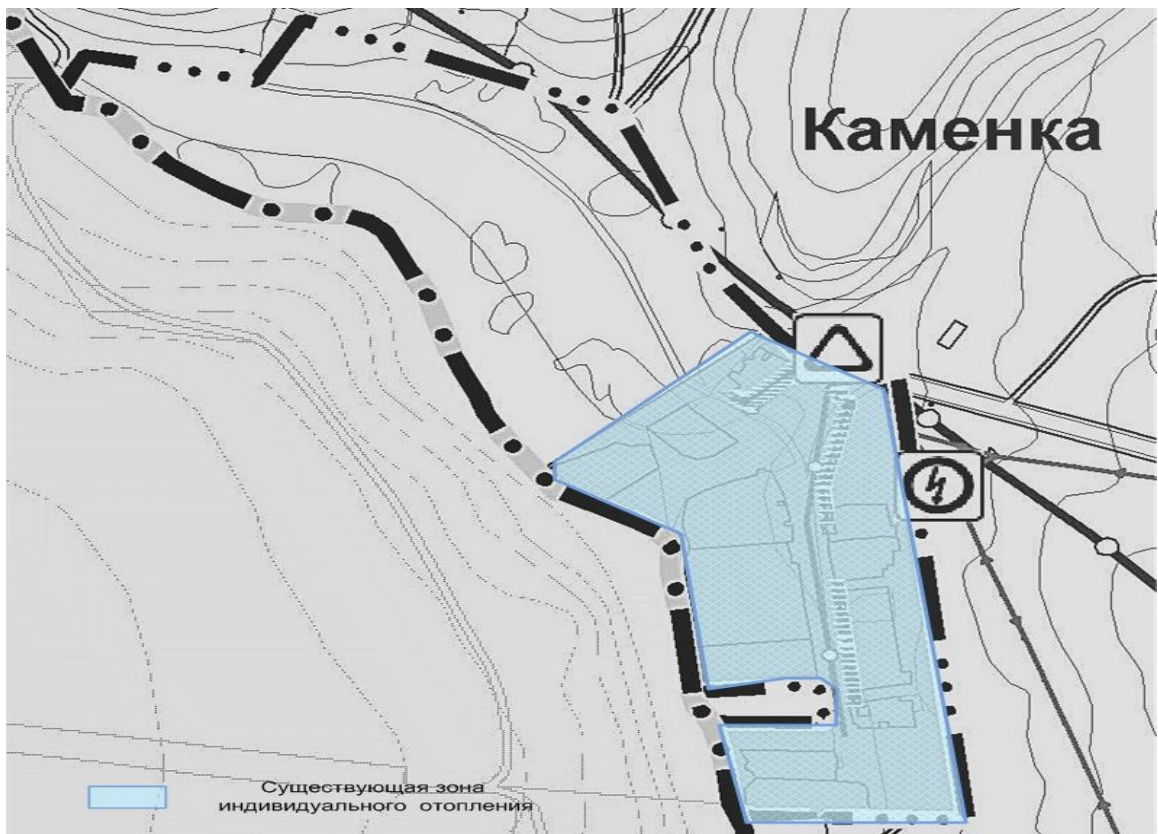 Каменка
Существующая зона
индивидуального отопления